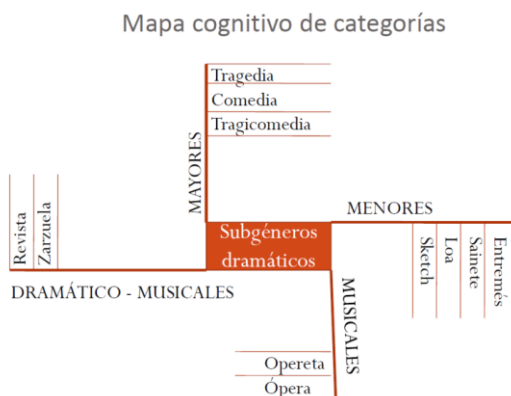 Mapa cognitivo de categorías
Tragedia
Comedia
Tragicomedia
MAYORES
Revista
Zarzuela
MENORES
Subgéneros
dramáticos
Sketch
Loa
Sainete
Entremés
DRAMÁTICO - MUSICALES
MUSICALES
Opereta
Ópera